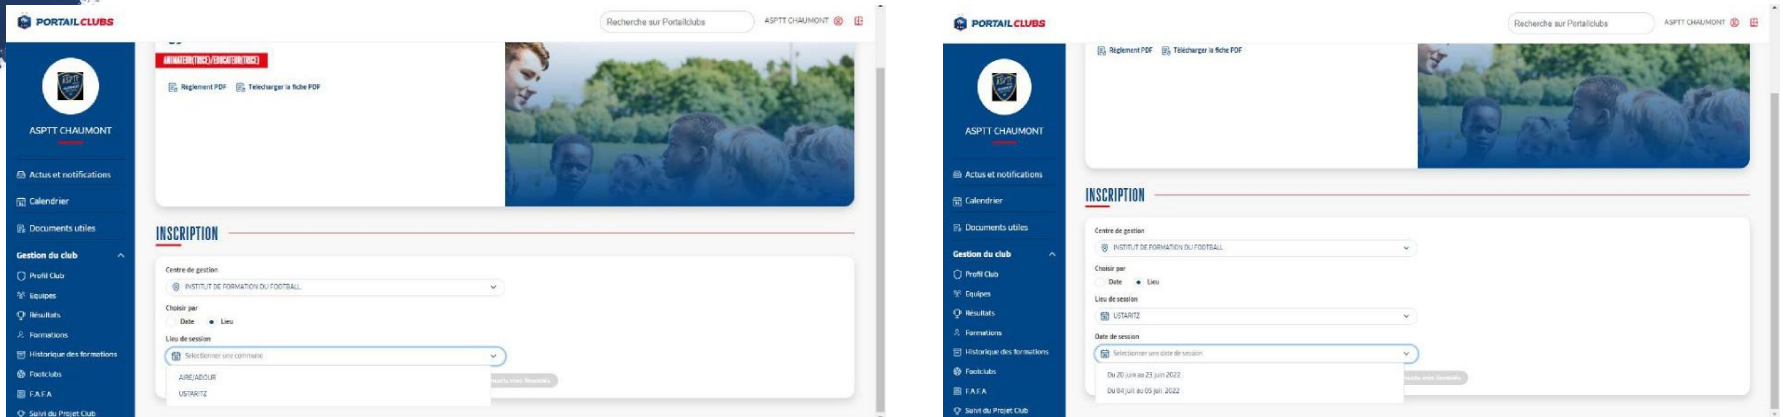 PORTAILCLUBS
Recherche sur Portailclubs
ASPTT CHAUMONT
ANIMATEUR(TRICE)/EDUCATEUR(TRICE)
Règlement PDF
Télécharger la fiche PDF
ASPTT
ASPTT CHAUMONT
Actus et notifications
Calendrier
Documents utiles
Gestion du club
Profil Club
Equipes
Résultats
Formations
Historique des formations
Footclubs
F.A.F.A
Suivi du Projet Club
INSCRIPTION
Centre de gestion
INSTITUT DE FORMATION DU FOOTBALL
Choisir par
Date Lieu
Lieu de session
Sélectionner une commune
AIRE/ADOUR
USTARITZ
PORTAILCLUBS
Recherche sur Portailclubs
ASPTT CHAUMONT
Règlement PDF
Télécharger la fiche PDF
ASPTT
ASPTT CHAUMONT
Actus et notifications
Calendrier
Documents utiles
Gestion du club
Profil Club
Equipes
Résultats
Formations
Historique des formations
Footclubs
F.A.F.A
Suivi du Projet Club
INSCRIPTION
Centre de gestion
INSTITUT DE FORMATION DU FOOTBALL
Choisir par
Date Lieu
Lieu de session
USTARITZ
Date de session
Sélectionner une date de session
Du 20 juin au 23 juin 2022
Du 04 juil au 05 juil. 2022